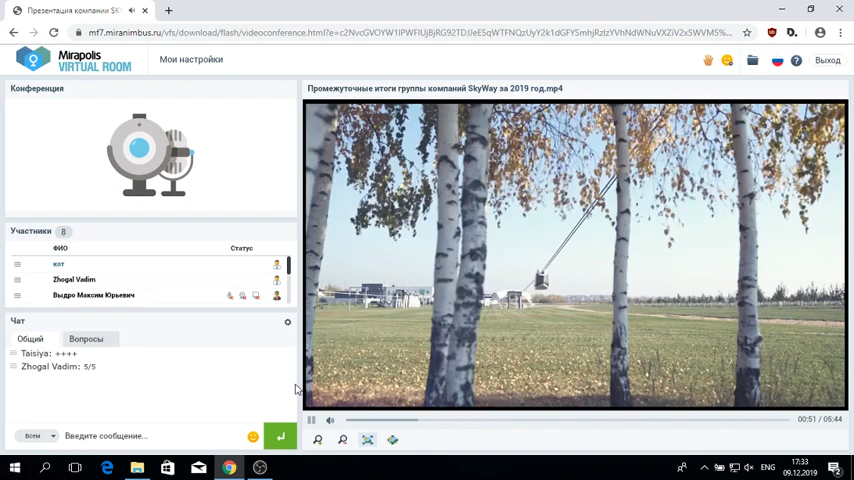 Презентация компании SKY
mf7.miranimbus.ru/vfs/download/flash/videoconference.html?e=
Mirapolis
VIRTUAL ROOM
Мои настройки
Выход
Конференция
Участники 8
ФИО Статус
кот
Zhogal Vadim
Выдро Максим Юрьевич
Чат
Общий Вопросы
Taisiya: ++++
Zhogal Vadim: 5/5
Всем Введите сообщение...
Промежуточные итоги группы компаний SkyWay за 2019 год.mp4
00:51 / 05:44
ENG
17:33
09.12.2019
2